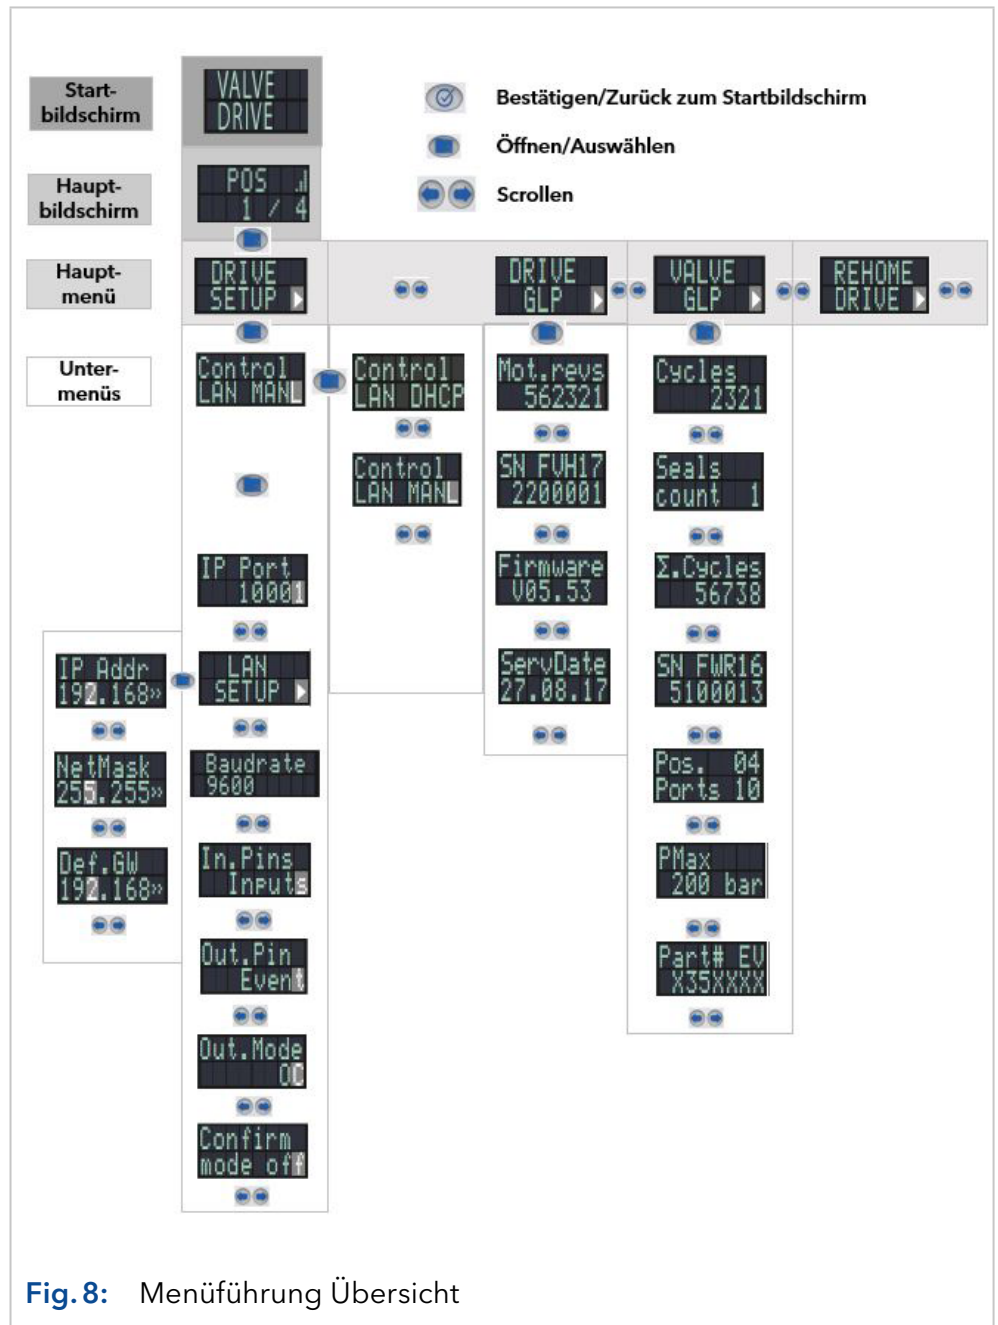 Start-
bildschirm
VALVE
DRIVE
Bestätigen/Zurück zum Startbildschirm
Öffnen/Auswählen
Haupt-
bildschirm
POS
1 / 4
Scrollen
Haupt-
menü
DRIVE
SETUP
DRIVE
GLP
VALVE
GLP
REHOME
DRIVE
Unter-
menüs
Control
LAN MANL
Control
LAN DHCP
Mot.revs
562321
Cycles
2321
Control
LAN MANL
SN FVH17
2200001
Seals
count 1
IP Port
10001
Firmware
V05.53
Σ.Cycles
56738
IP Addr
192.168»
LAN
SETUP
ServDate
27.08.17
SN FWR16
5100013
NetMask
255.255»
Baudrate
9600
Pos. 04
Ports 10
Def.GW
192.168»
In.Pins
Inputs
PMax
200 bar
Out.Pin
Event
Part# EV
X35XXXX
Out.Mode
OC
Confirm
mode off
Fig. 8: Menüführung Übersicht